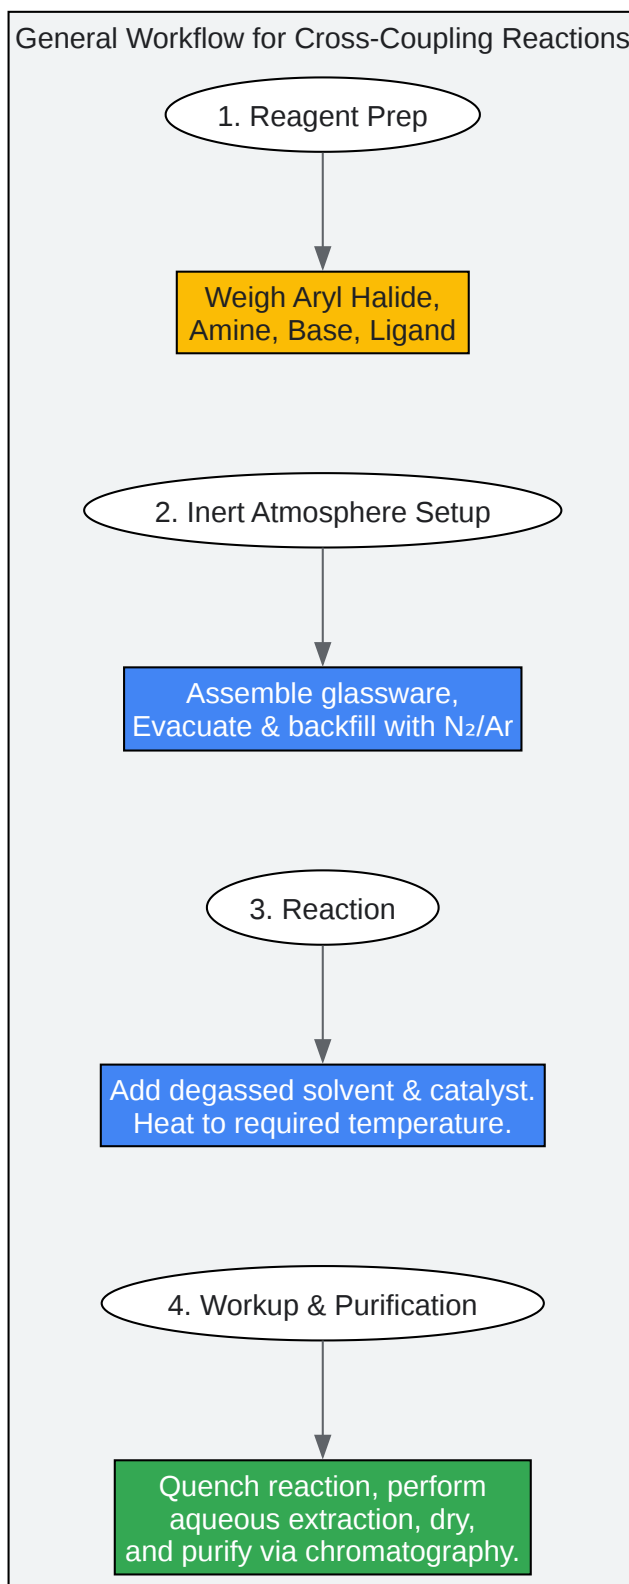 General Workflow for Cross-Coupling Reactions
1. Reagent Prep
Weigh Aryl Halide,
Amine, Base, Ligand
2. Inert Atmosphere Setup
Assemble glassware,
Evacuate & backfill with N₂/Ar
3. Reaction
Add degassed solvent & catalyst.
Heat to required temperature.
4. Workup & Purification
Quench reaction, perform
aqueous extraction, dry,
and purify via chromatography.